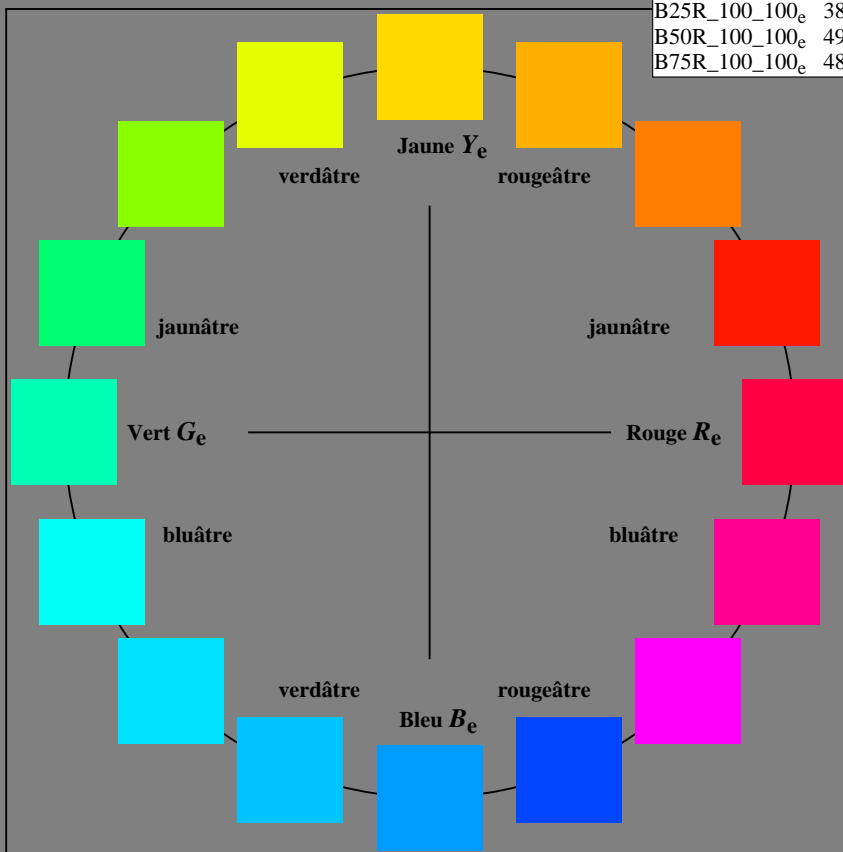 B25R_100_100e 38
B50R_100_100e 49
B75R_100_100e 48
Jaune Ye
verdâtre rougeâtre
jaunâtre jaunâtre
Vert Ge Rouge Re
bluâtre bluâtre
verdâtre rougeâtre
Bleu Be